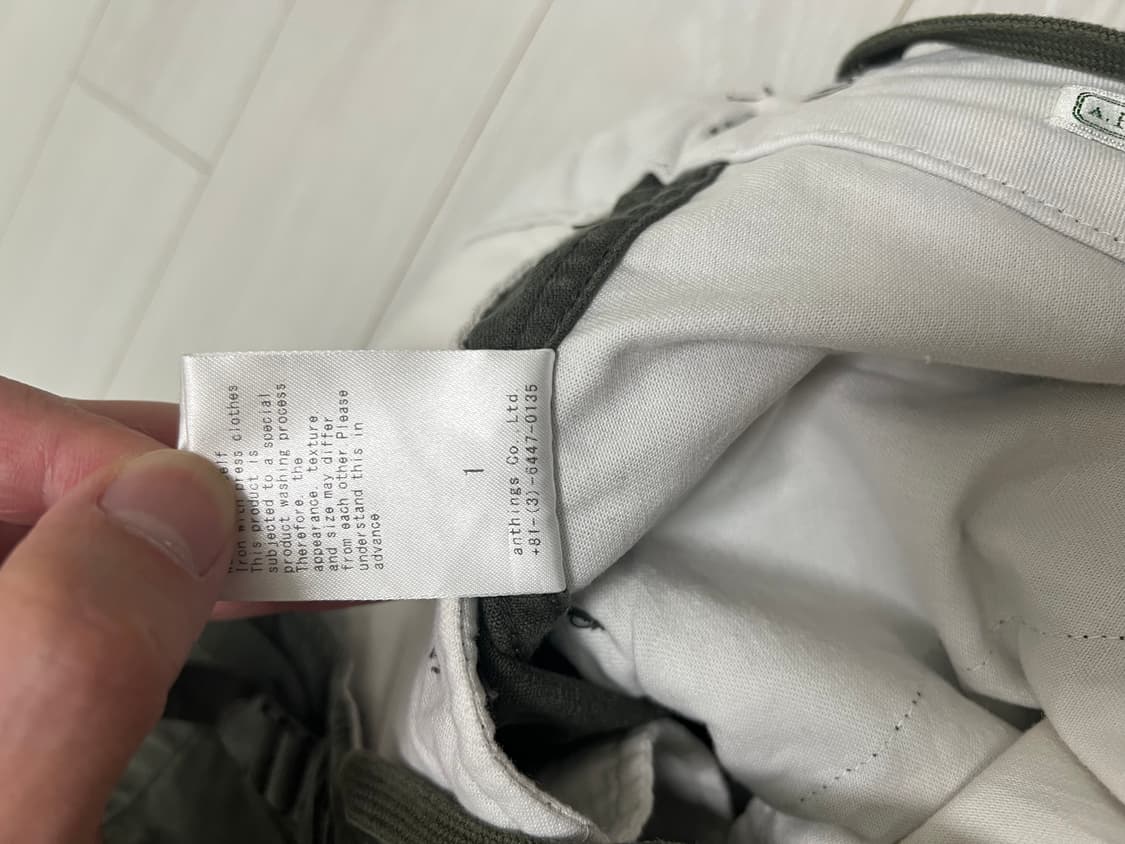 Iron with press clothes
This product is
subjected to a special
product washing process
Therefore, the
appearance, texture
and size may differ
from each other Please
understand this in
advance
1
anthings Co.,Ltd.
+81-(3)-6447-0135
A.